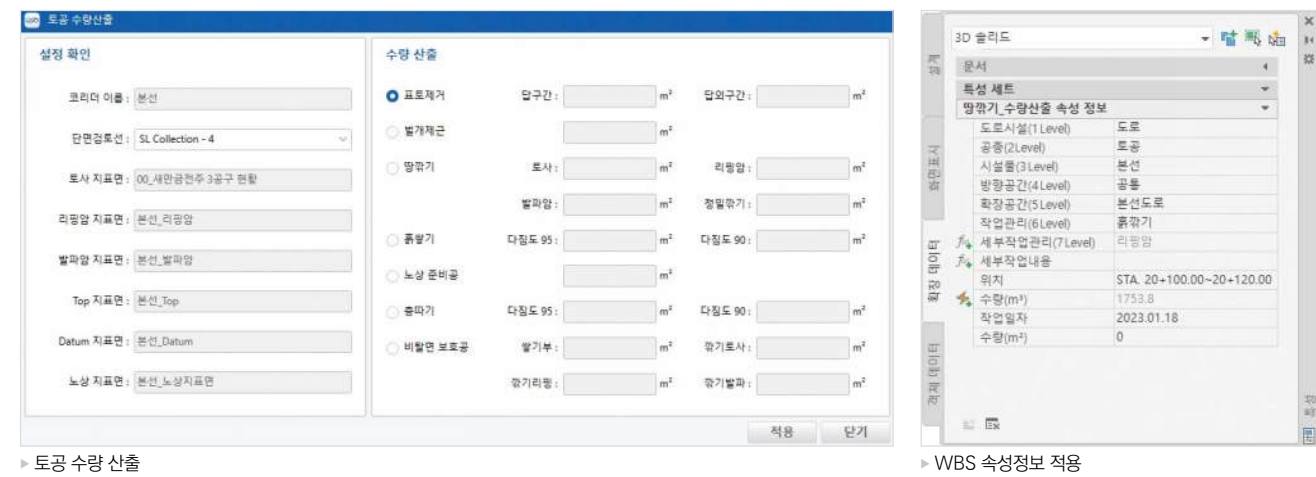 토공 수량산출
설정 확인
코리더 이름 : 본선
단면검토선 : SL Collection - 4
토사 지표면 : 00_새만금전주 3공구 현황
리핑암 지표면 : 본선_리핑암
발파암 지표면 : 본선_발파암
Top 지표면 : 본선_Top
Datum 지표면 : 본선_Datum
노상 지표면 : 본선_노상지표면
수량 산출
표토제거 답구간 : m² 답외구간 : m²
벌개제근 m²
땅깎기 토사 : m² 리핑암 : m²
발파암 : m² 정밀깎기 : m²
흙쌓기 다짐도 95 : m² 다짐도 90 : m²
노상 준비공 m²
층따기 다짐도 95 : m² 다짐도 90 : m²
비탈면 보호공 쌓기부 : m² 깎기토사 : m²
깎기리핑 : m² 깎기발파 : m²
적용 닫기
▶ 토공 수량 산출
3D 솔리드
설계
화면표시
확장 데이터
객체 데이터
문서
특성 세트
땅깎기_수량산출 속성 정보
도로시설(1Level) 도로
공종(2Level) 토공
시설물(3Level) 본선
방향공간(4Level) 공통
확장공간(5Level) 본선도로
작업관리(6Level) 흙깎기
세부작업관리(7Level) 리핑암
세부작업내용
위치 STA. 20+100.00~20+120.00
수량(m³) 1753.8
작업일자 2023.01.18
수량(m²) 0
▶ WBS 속성정보 적용